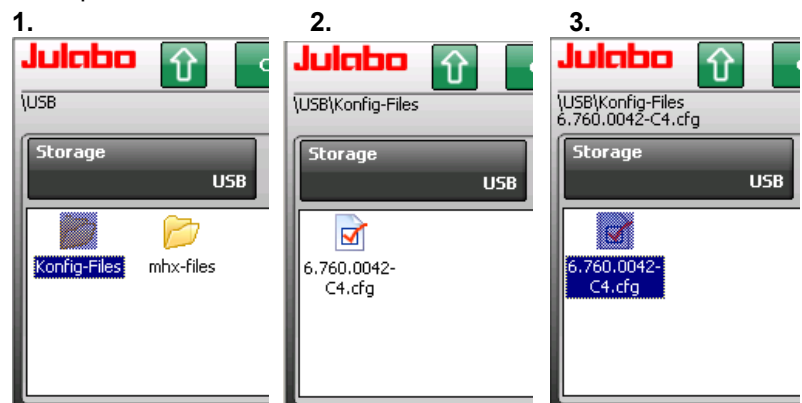 1.
Julabo
\USB
Storage
USB
Konfig-Files
mhx-files
2.
Julabo
\USB\Konfig-Files
Storage
USB
6.760.0042-
C4.cfg
3.
Julabo
\USB\Konfig-Files
6.760.0042-C4.cfg
Storage
USB
6.760.0042-
C4.cfg